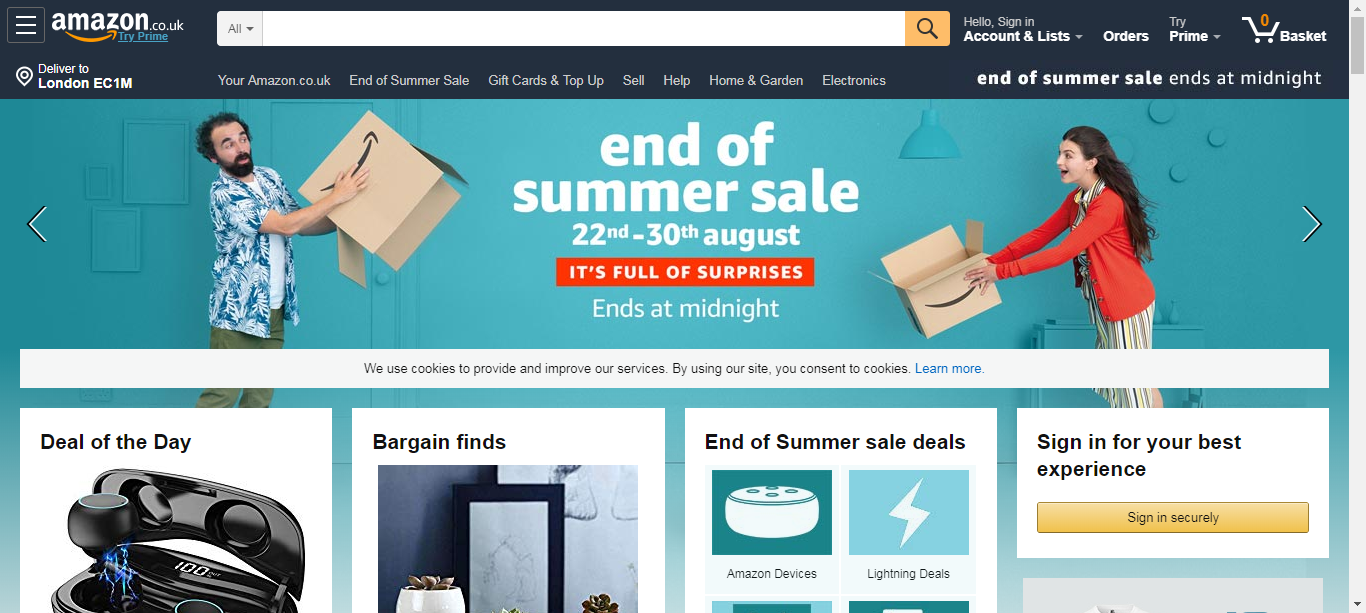 amazon.co.uk
Try Prime
All
Hello, Sign in
Account & Lists
Orders
Try
Prime
0
Basket
Deliver to
London EC1M
Your Amazon.co.uk
End of Summer Sale
Gift Cards & Top Up
Sell
Help
Home & Garden
Electronics
end of summer sale ends at midnight
end of
summer sale
22nd-30th august
IT'S FULL OF SURPRISES
Ends at midnight
We use cookies to provide and improve our services. By using our site, you consent to cookies. Learn more.
Deal of the Day
100
Bargain finds
End of Summer sale deals
Amazon Devices
Lightning Deals
Sign in for your best
experience
Sign in securely